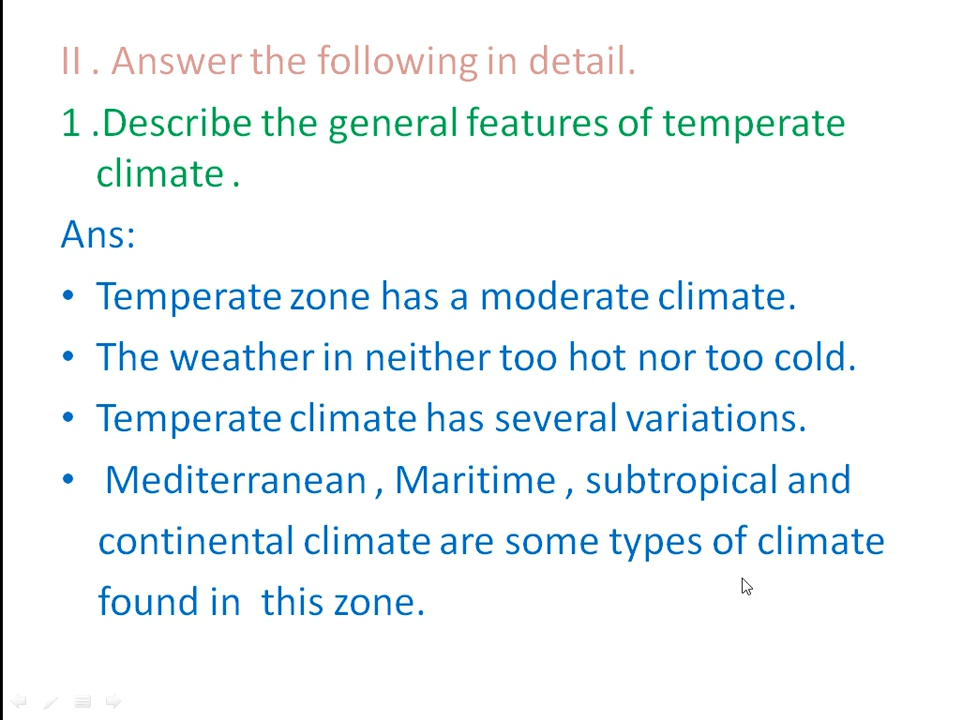 II . Answer the following in detail.
1 .Describe the general features of temperate
climate .
Ans:
• Temperate zone has a moderate climate.
• The weather in neither too hot nor too cold.
• Temperate climate has several variations.
• Mediterranean , Maritime , subtropical and
continental climate are some types of climate
found in this zone.